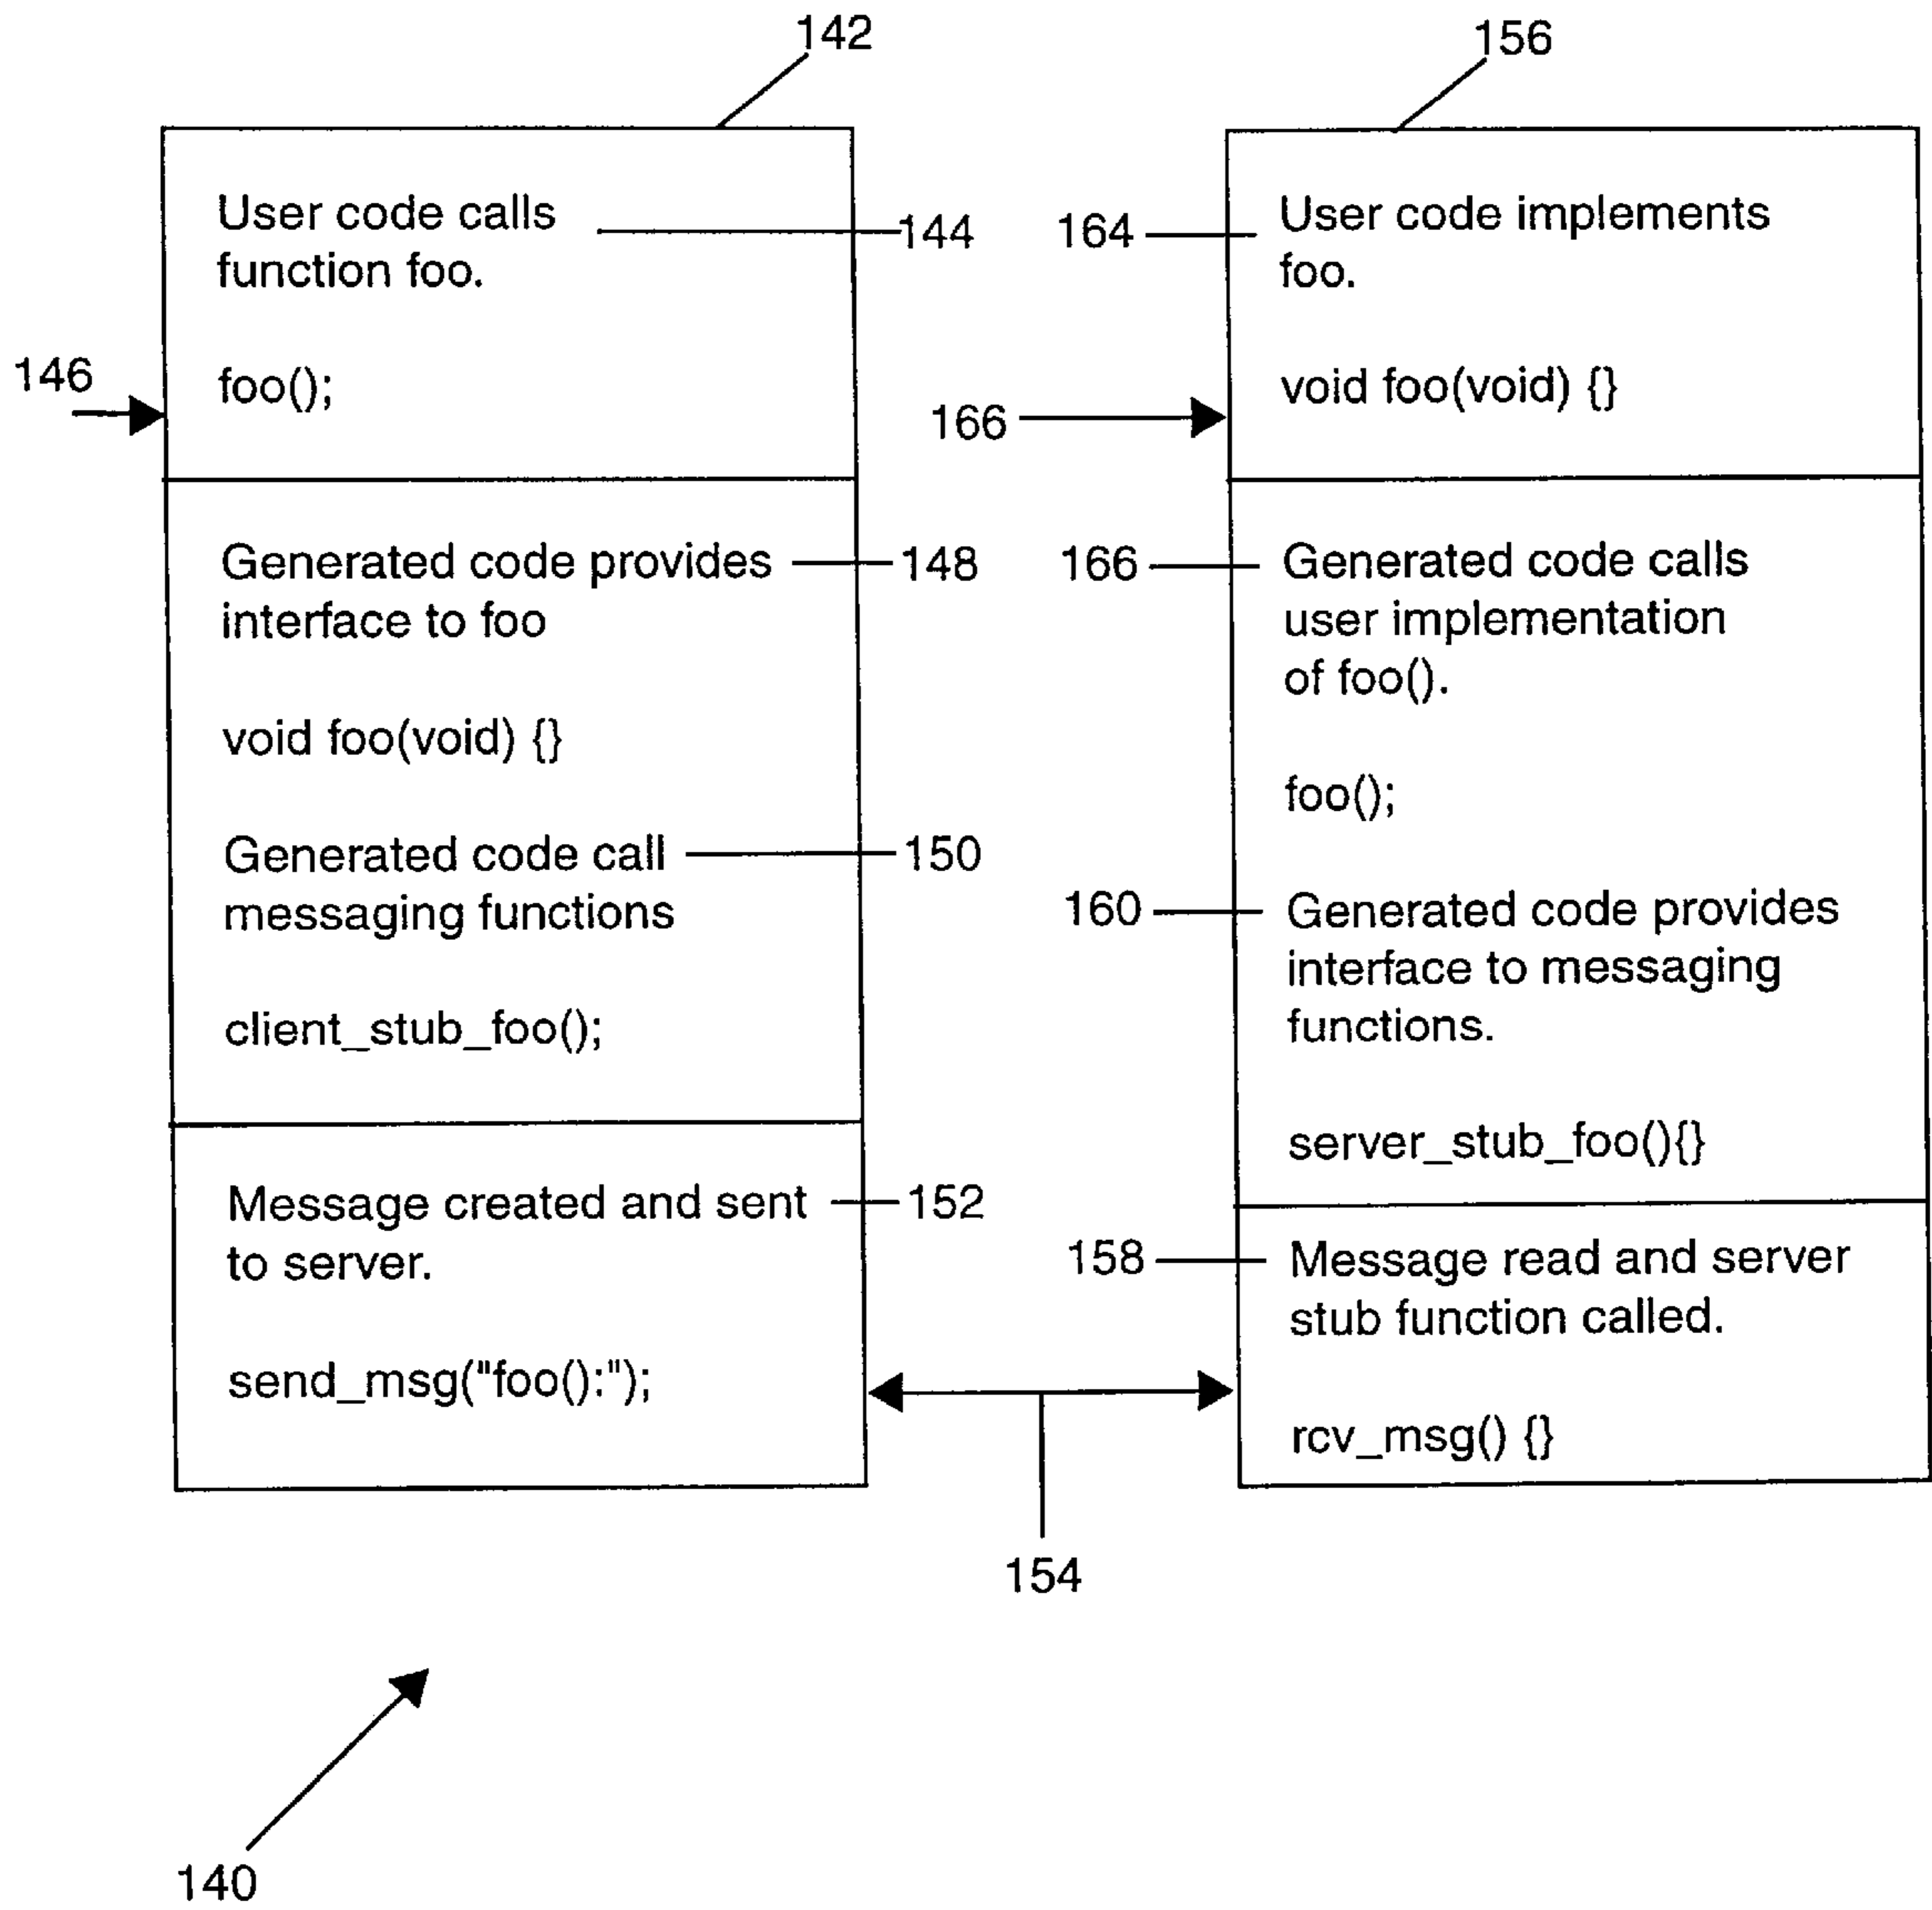 142
156
User code calls
function foo.
144
foo();
146
164
User code implements
foo.
void foo(void) {}
166
Generated code provides
interface to foo
148
void foo(void) {}
Generated code call
messaging functions
150
client_stub_foo();
166
Generated code calls
user implementation
of foo().
foo();
160
Generated code provides
interface to messaging
functions.
server_stub_foo(){}
Message created and sent
to server.
152
send_msg("foo():");
158
Message read and server
stub function called.
rcv_msg() {}
154
140